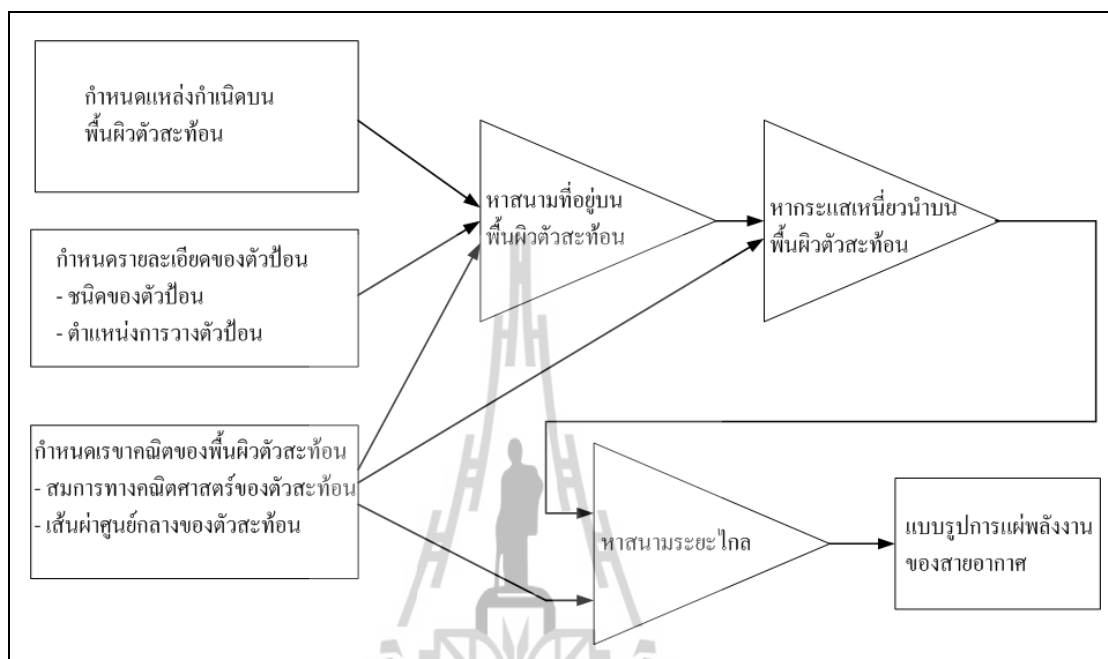 กำหนดแหล่งกำเนิดบน
พื้นผิวตัวสะท้อน
กำหนดรายละเอียดของตัวป้อน
- ชนิดของตัวป้อน
- ตำแหน่งการวางตัวป้อน
กำหนดเรขาคณิตของพื้นผิวตัวสะท้อน
- สมการทางคณิตศาสตร์ของตัวสะท้อน
- เส้นผ่าศูนย์กลางของตัวสะท้อน
หาสนามที่อยู่บน
พื้นผิวตัวสะท้อน
หากระแสเหนี่ยวนำบน
พื้นผิวตัวสะท้อน
หาสนามระยะไกล
แบบรูปการแผ่พลังงาน
ของสายอากาศ